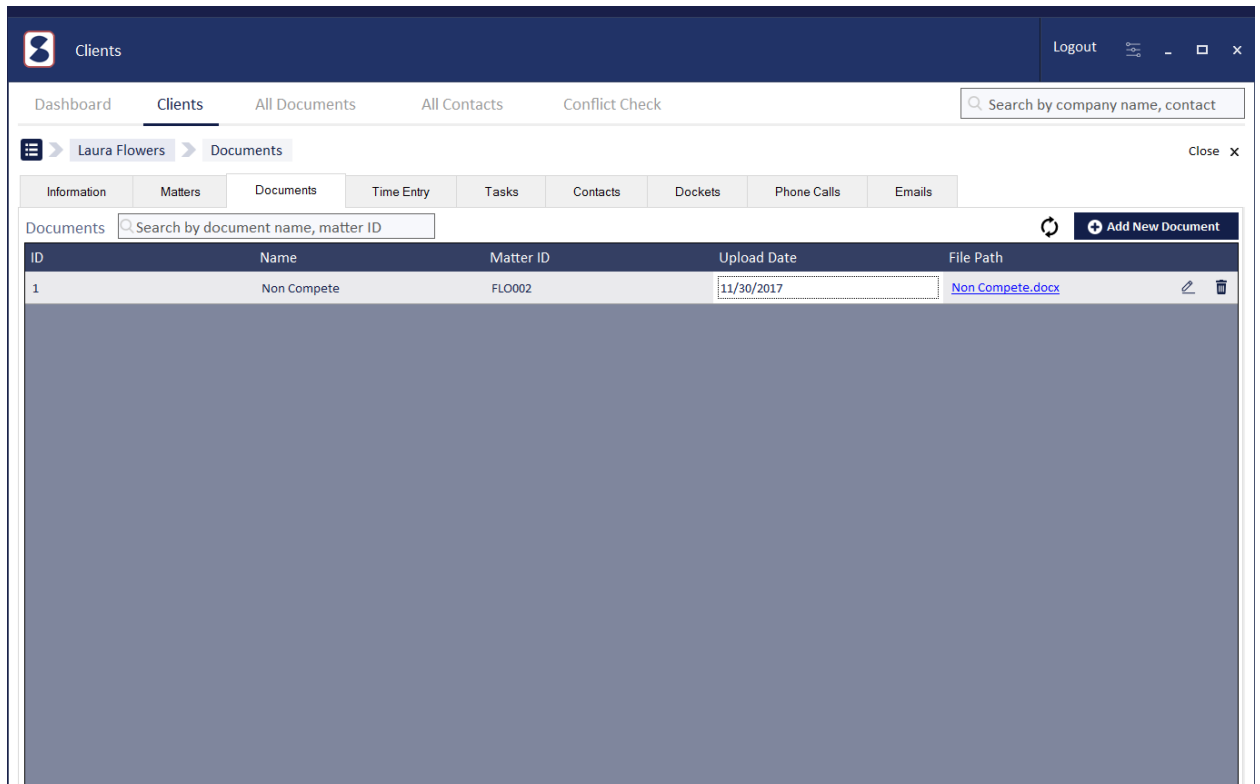 Clients Logout
Dashboard Clients All Documents All Contacts Conflict Check Search by company name, contact
Laura Flowers Documents Close x
Information Matters Documents Time Entry Tasks Contacts Dockets Phone Calls Emails
Documents Search by document name, matter ID Add New Document
ID Name Matter ID Upload Date File Path
1 Non Compete FLO002 11/30/2017 Non Compete.docx